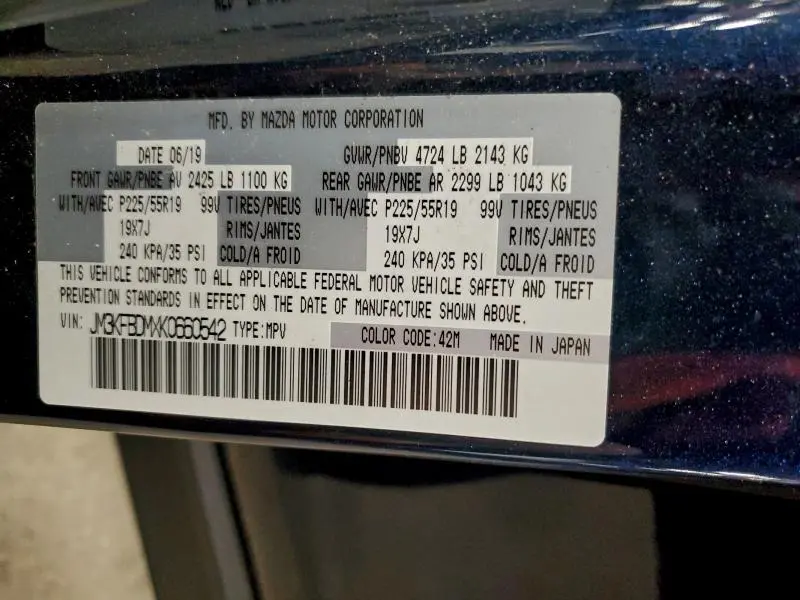 MFD. BY MAZDA MOTOR CORPORATION
DATE 06/19 GVWR/PNBV 4724 LB 2143 KG
FRONT GAWR/PNBE AV 2425 LB 1100 KG REAR GAWR/PNBE AR 2299 LB 1043 KG
WITH/AVEC P225/55R19 99V TIRES/PNEUS WITH/AVEC P225/55R19 99V TIRES/PNEUS
19X7J RIMS/JANTES 19X7J RIMS/JANTES
240 KPA/35 PSI COLD/A FROID 240 KPA/35 PSI COLD/A FROID
THIS VEHICLE CONFORMS TO ALL APPLICABLE FEDERAL MOTOR VEHICLE SAFETY AND THEFT
PREVENTION STANDARDS IN EFFECT ON THE DATE OF MANUFACTURE SHOWN ABOVE.
VIN: JM3KFBDMXK0660542 TYPE:MPV COLOR CODE:42M MADE IN JAPAN